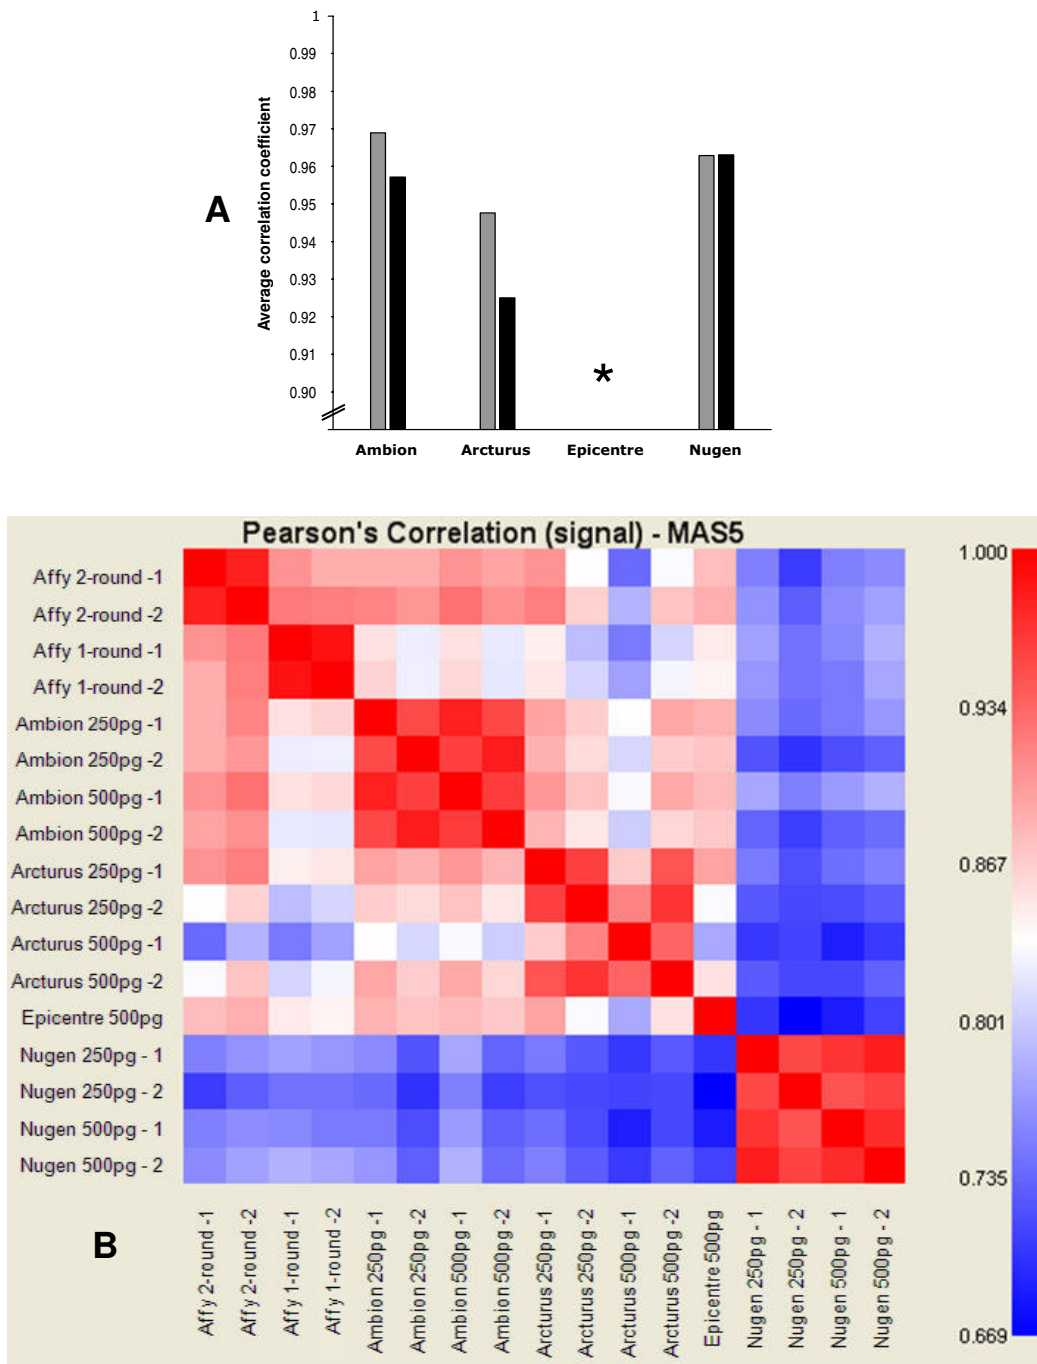 A
Average correlation coefficient
1
0.99
0.98
0.97
0.96
0.95
0.94
0.93
0.92
0.91
0.90
*
Ambion Arcturus Epicentre Nugen
B
Pearson's Correlation (signal) - MAS5
Affy 2-round -1
Affy 2-round -2
Affy 1-round -1
Affy 1-round -2
Ambion 250pg -1
Ambion 250pg -2
Ambion 500pg -1
Ambion 500pg -2
Arcturus 250pg -1
Arcturus 250pg -2
Arcturus 500pg -1
Arcturus 500pg -2
Epicentre 500pg
Nugen 250pg - 1
Nugen 250pg - 2
Nugen 500pg - 1
Nugen 500pg - 2
Affy 2-round -1
Affy 2-round -2
Affy 1-round -1
Affy 1-round -2
Ambion 250pg -1
Ambion 250pg -2
Ambion 500pg -1
Ambion 500pg -2
Arcturus 250pg -1
Arcturus 250pg -2
Arcturus 500pg -1
Arcturus 500pg -2
Epicentre 500pg
Nugen 250pg - 1
Nugen 250pg - 2
Nugen 500pg - 1
Nugen 500pg - 2
1.000
0.934
0.867
0.801
0.735
0.669